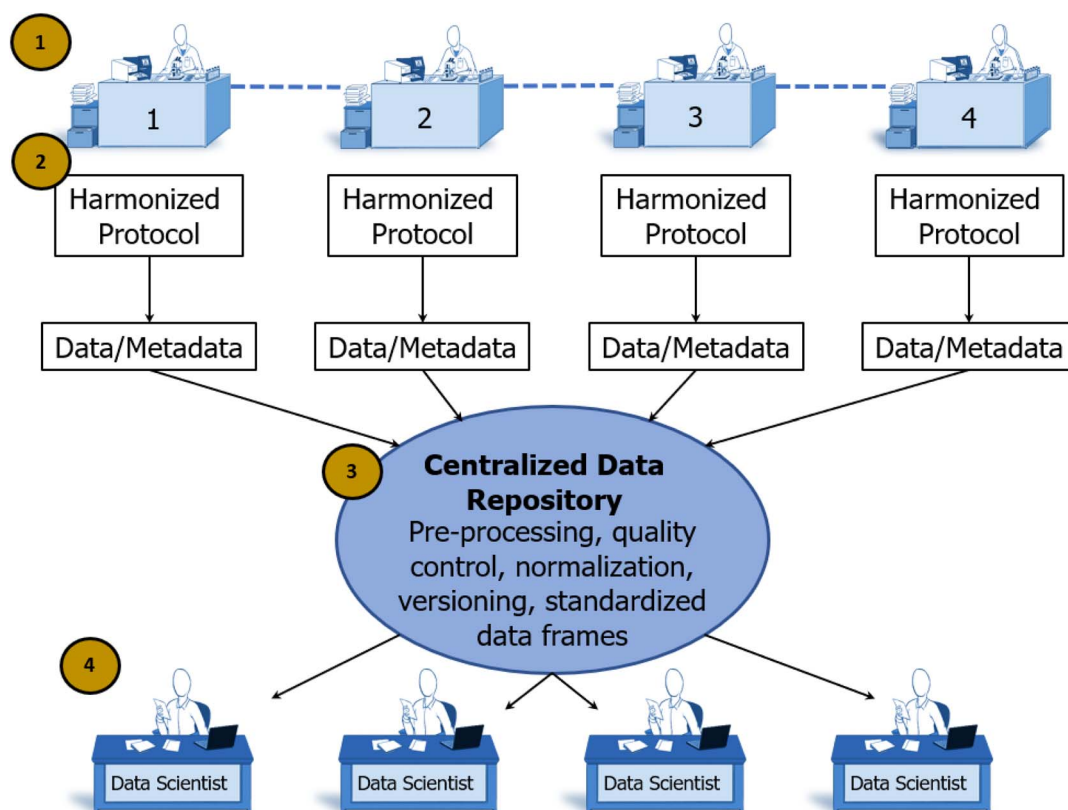 1
1
2
3
4
2
Harmonized
Protocol
Harmonized
Protocol
Harmonized
Protocol
Harmonized
Protocol
Data/Metadata
Data/Metadata
Data/Metadata
Data/Metadata
3
Centralized Data
Repository
Pre-processing, quality
control, normalization,
versioning, standardized
data frames
4
Data Scientist
Data Scientist
Data Scientist
Data Scientist